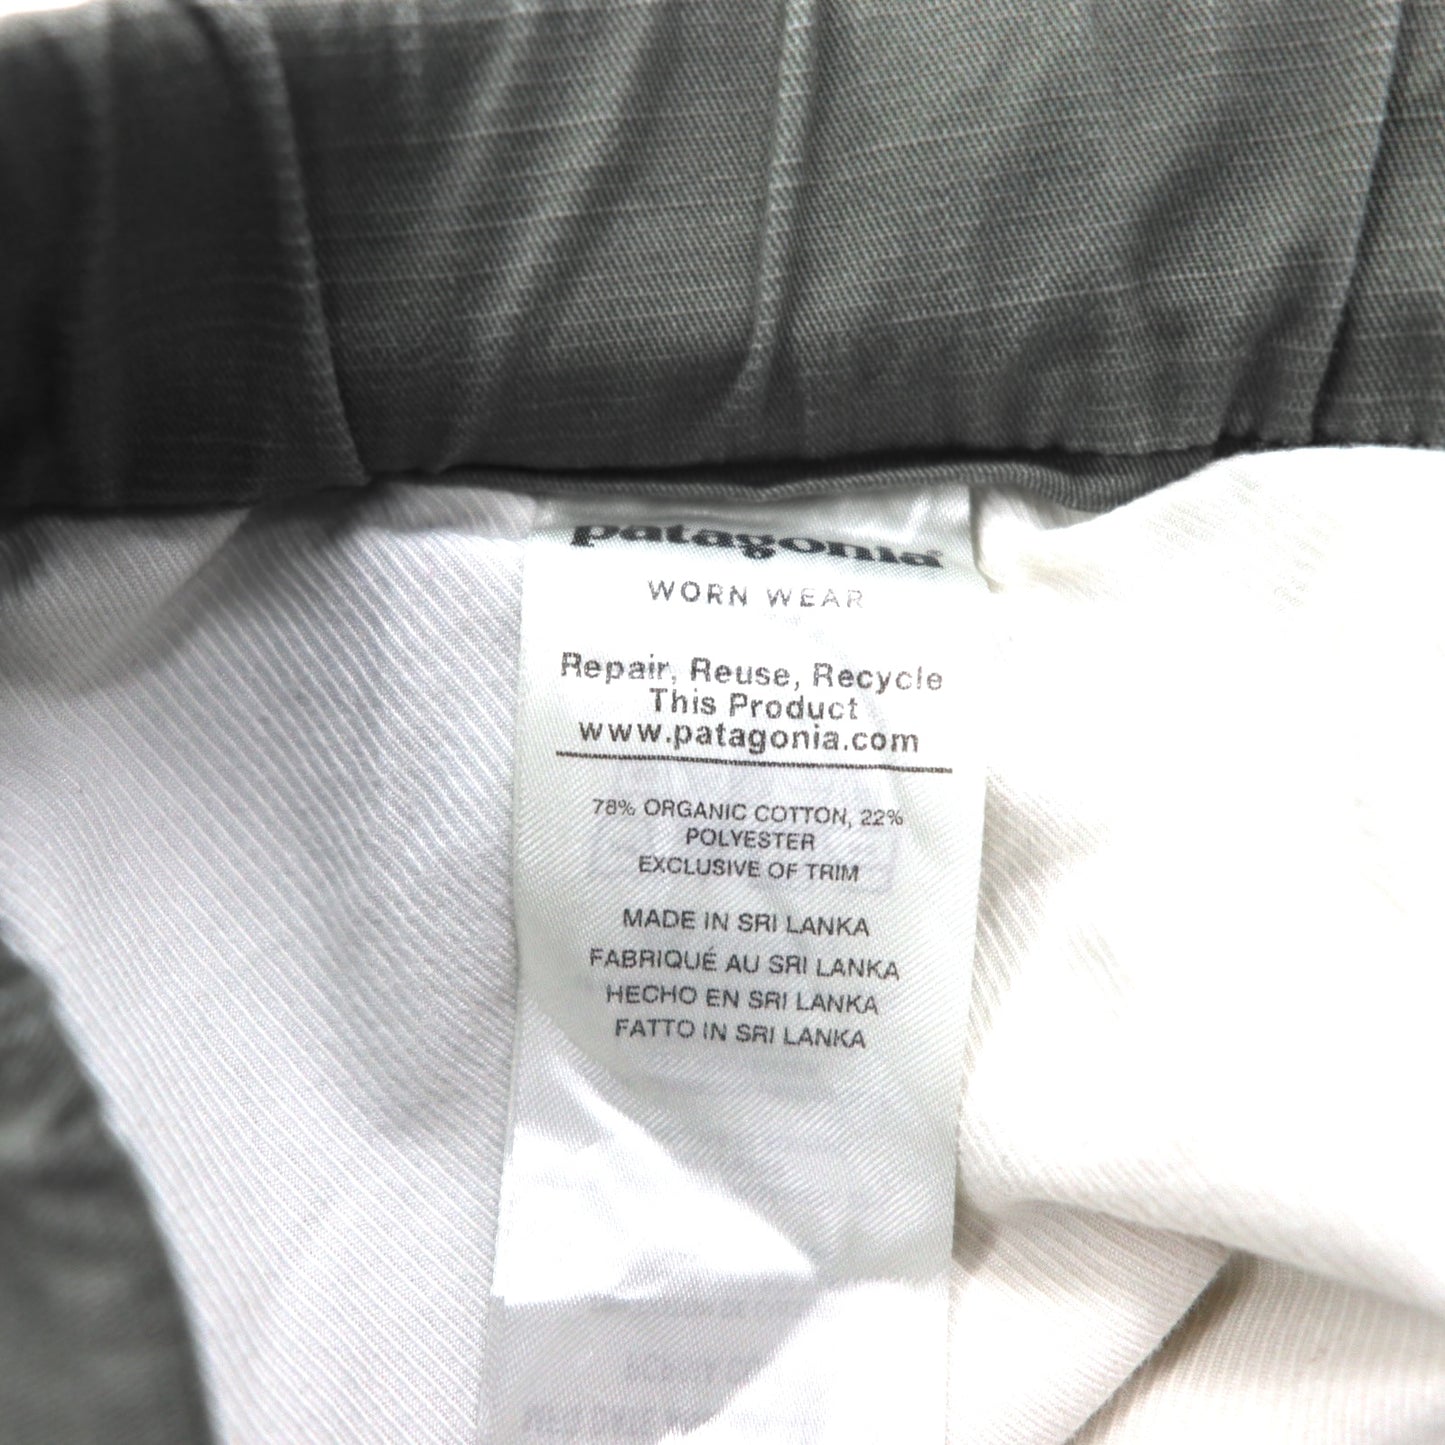 patagonia®
WORN WEAR
Repair, Reuse, Recycle
This Product
www.patagonia.com
78% ORGANIC COTTON, 22%
POLYESTER
EXCLUSIVE OF TRIM
MADE IN SRI LANKA
FABRIQUÉ AU SRI LANKA
HECHO EN SRI LANKA
FATTO IN SRI LANKA